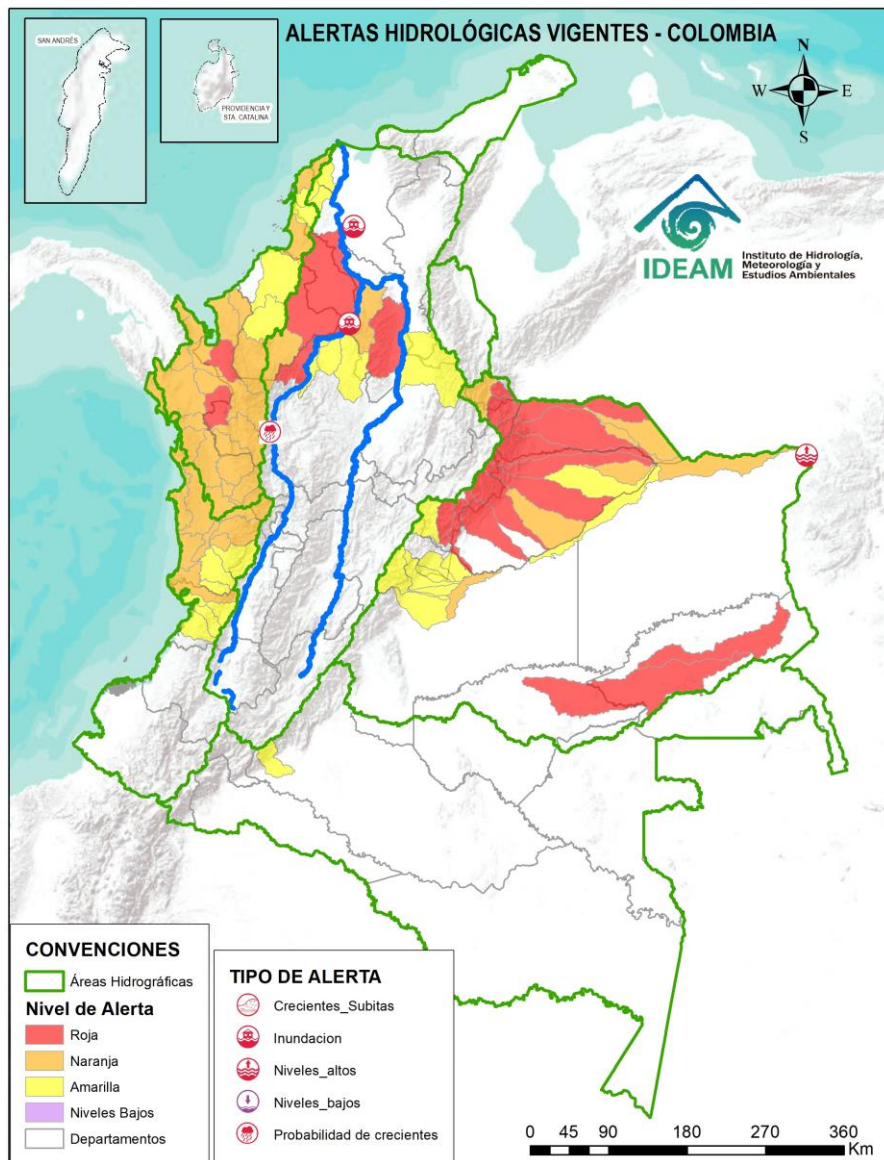 ALERTAS HIDROLÓGICAS VIGENTES - COLOMBIA
SAN ANDRÉS
PROVIDENCIA Y
STA. CATALINA
N
W
E
S
IDEAM
Instituto de Hidrología,
Meteorología y
Estudios Ambientales
CONVENCIONES
Áreas Hidrográficas
Nivel de Alerta
Roja
Naranja
Amarilla
Niveles Bajos
Departamentos
TIPO DE ALERTA
Crecientes_Subitas
Inundacion
Niveles_altos
Niveles_bajos
Probabilidad de crecientes
0 45 90 180 270 360
Km